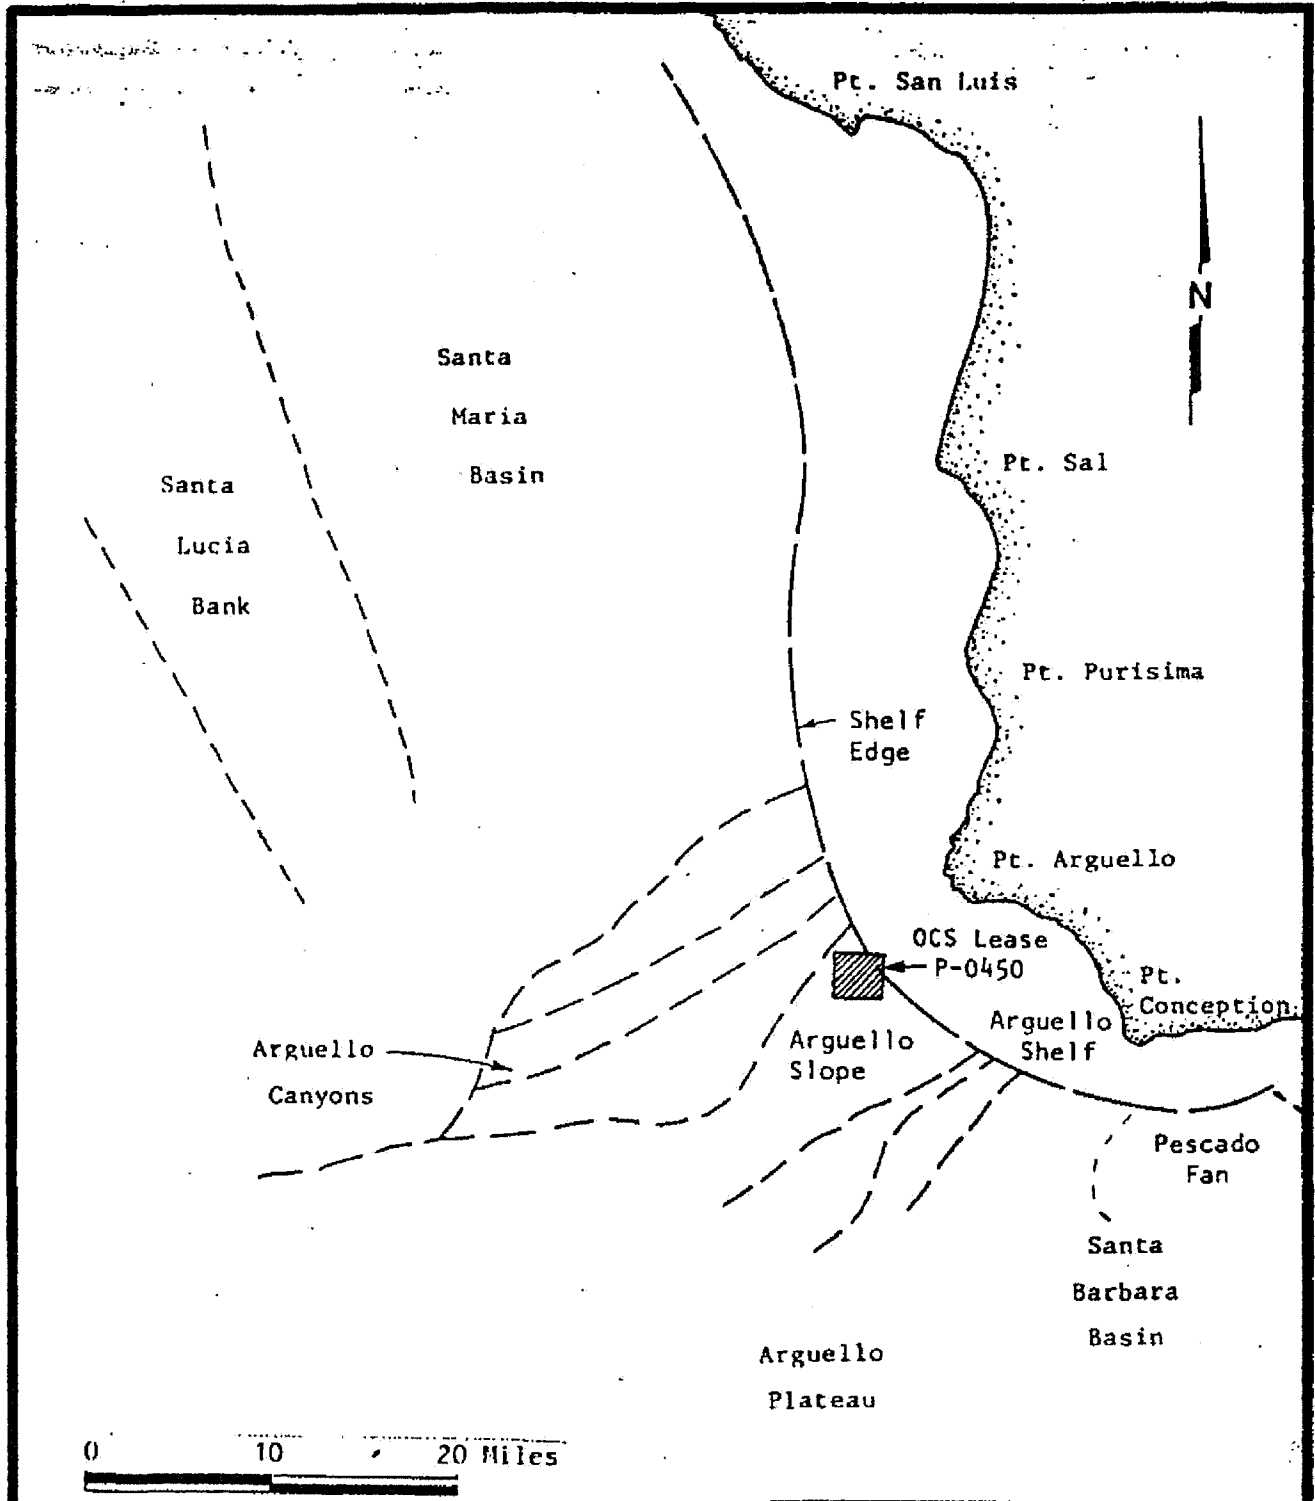 Pt. San Luis
N
Santa
Maria
Basin
Pt. Sal
Santa
Lucia
Bank
Pt. Purisima
Shelf
Edge
Pt. Arguello
OCS Lease
P-0450
Pt.
Conception
Arguello
Shelf
Arguello
Slope
Arguello
Canyons
Pescado
Fan
Santa
Barbara
Basin
Arguello
Plateau
0 10 20 Miles